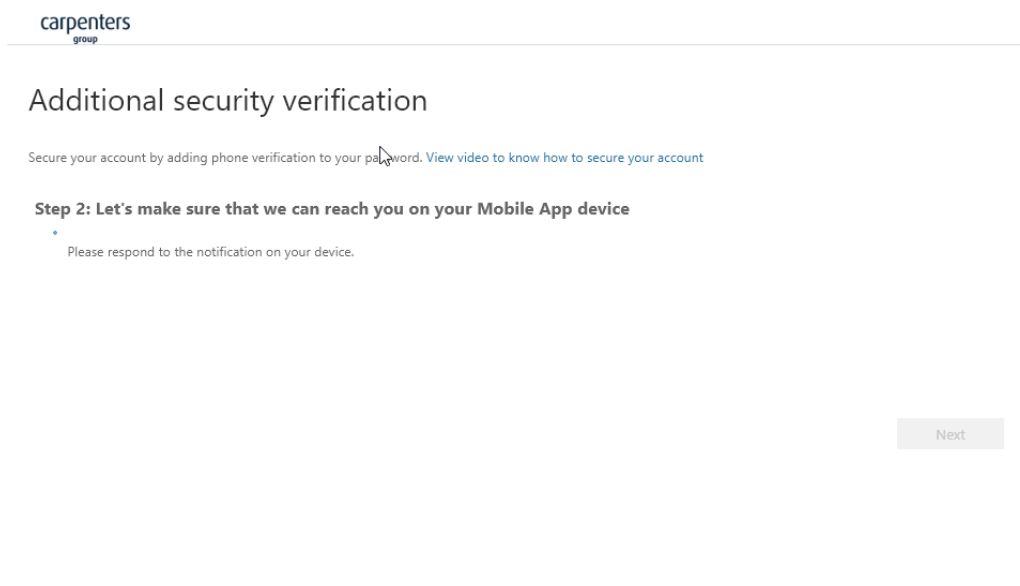 carpenters
group
Additional security verification
Secure your account by adding phone verification to your password. View video to know how to secure your account
Step 2: Let's make sure that we can reach you on your Mobile App device
Please respond to the notification on your device.
Next